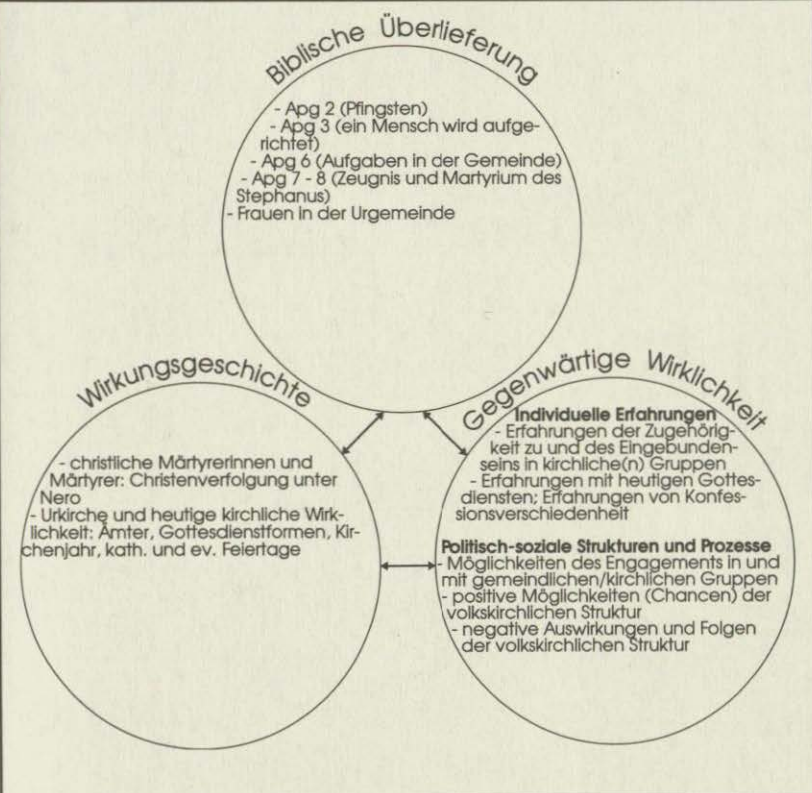 Biblische Überlieferung
- Apg 2 (Pfingsten)
- Apg 3 (ein Mensch wird aufge-
richtet)
- Apg 6 (Aufgaben in der Gemeinde)
- Apg 7 - 8 (Zeugnis und Martyrium des
Stephanus)
- Frauen in der Urgemeinde
Wirkungsgeschichte
- christliche Märtyrerinnen und
Märtyrer: Christenverfolgung unter
Nero
- Urkirche und heutige kirchliche Wirk-
lichkeit: Ämter, Gottesdienstformen, Kir-
chenjahr, kath. und ev. Feiertage
Gegenwärtige Wirklichkeit
Individuelle Erfahrungen
- Erfahrungen der Zugehörig-
keit zu und des Eingebunden-
seins in kirchliche(n) Gruppen
- Erfahrungen mit heutigen Gottes-
diensten; Erfahrungen von Konfes-
sionsverschiedenheit
Politisch-soziale Strukturen und Prozesse
- Möglichkeiten des Engagements in und
mit gemeindlichen/kirchlichen Gruppen
- positive Möglichkeiten (Chancen) der
volkskirchlichen Struktur
- negative Auswirkungen und Folgen
der volkskirchlichen Struktur